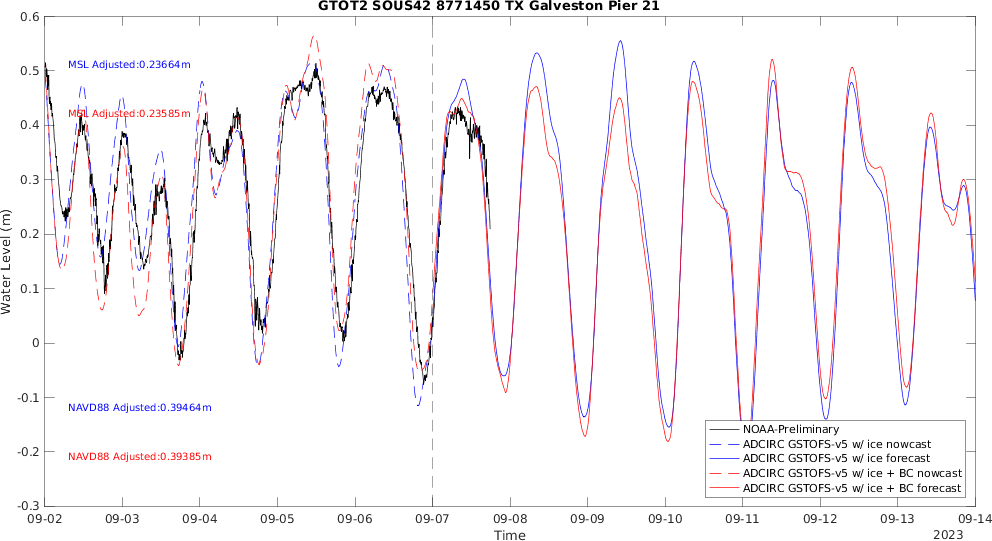 GTOT2 SOUS42 8771450 TX Galveston Pier 21
0.6
0.5
0.4
0.3
0.2
0.1
0
-0.1
-0.2
-0.3
Water Level (m)
MSL Adjusted:0.23664m
MSL Adjusted:0.23585m
NAVD88 Adjusted:0.39464m
NAVD88 Adjusted:0.39385m
NOAA-Preliminary
ADCIRC GSTOFS-v5 w/ ice nowcast
ADCIRC GSTOFS-v5 w/ ice forecast
ADCIRC GSTOFS-v5 w/ ice + BC nowcast
ADCIRC GSTOFS-v5 w/ ice + BC forecast
09-02 09-03 09-04 09-05 09-06 09-07 09-08 09-09 09-10 09-11 09-12 09-13 09-14
Time
2023